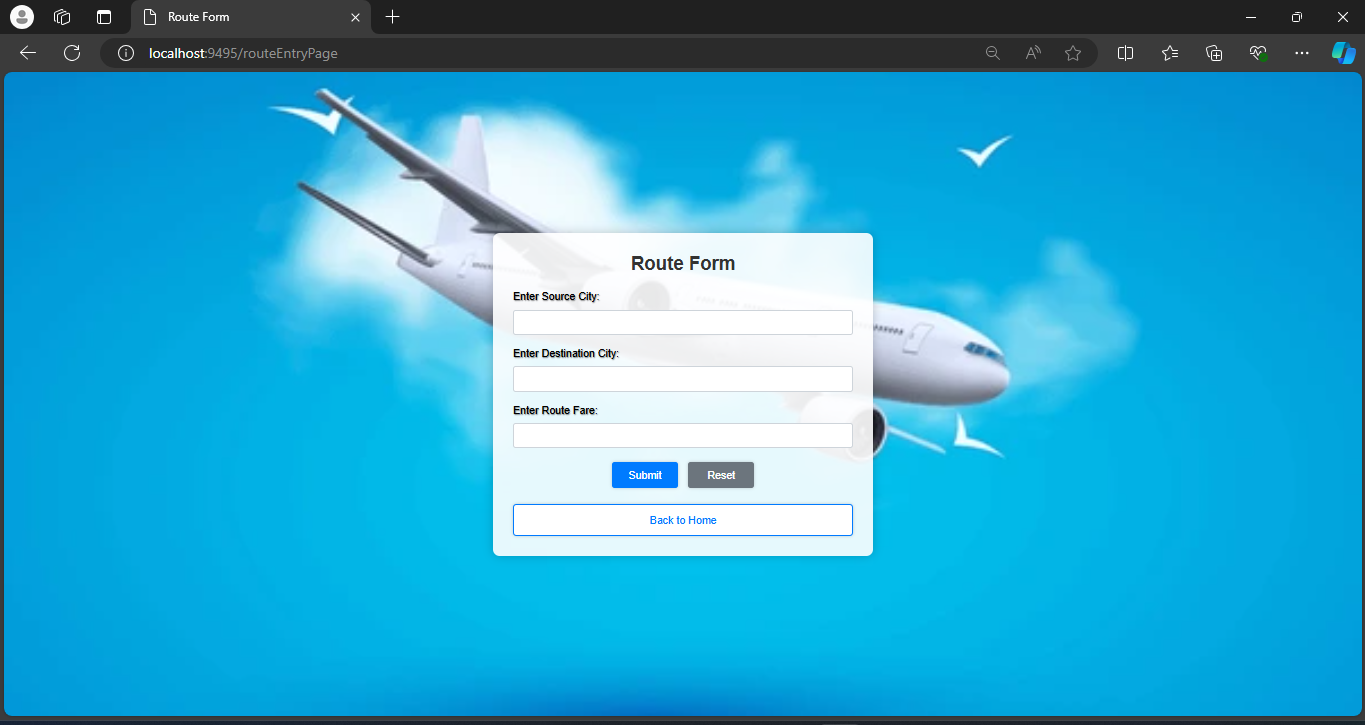 Route Form
localhost:9495/routeEntryPage
Route Form
Enter Source City:
Enter Destination City:
Enter Route Fare:
Submit Reset
Back to Home